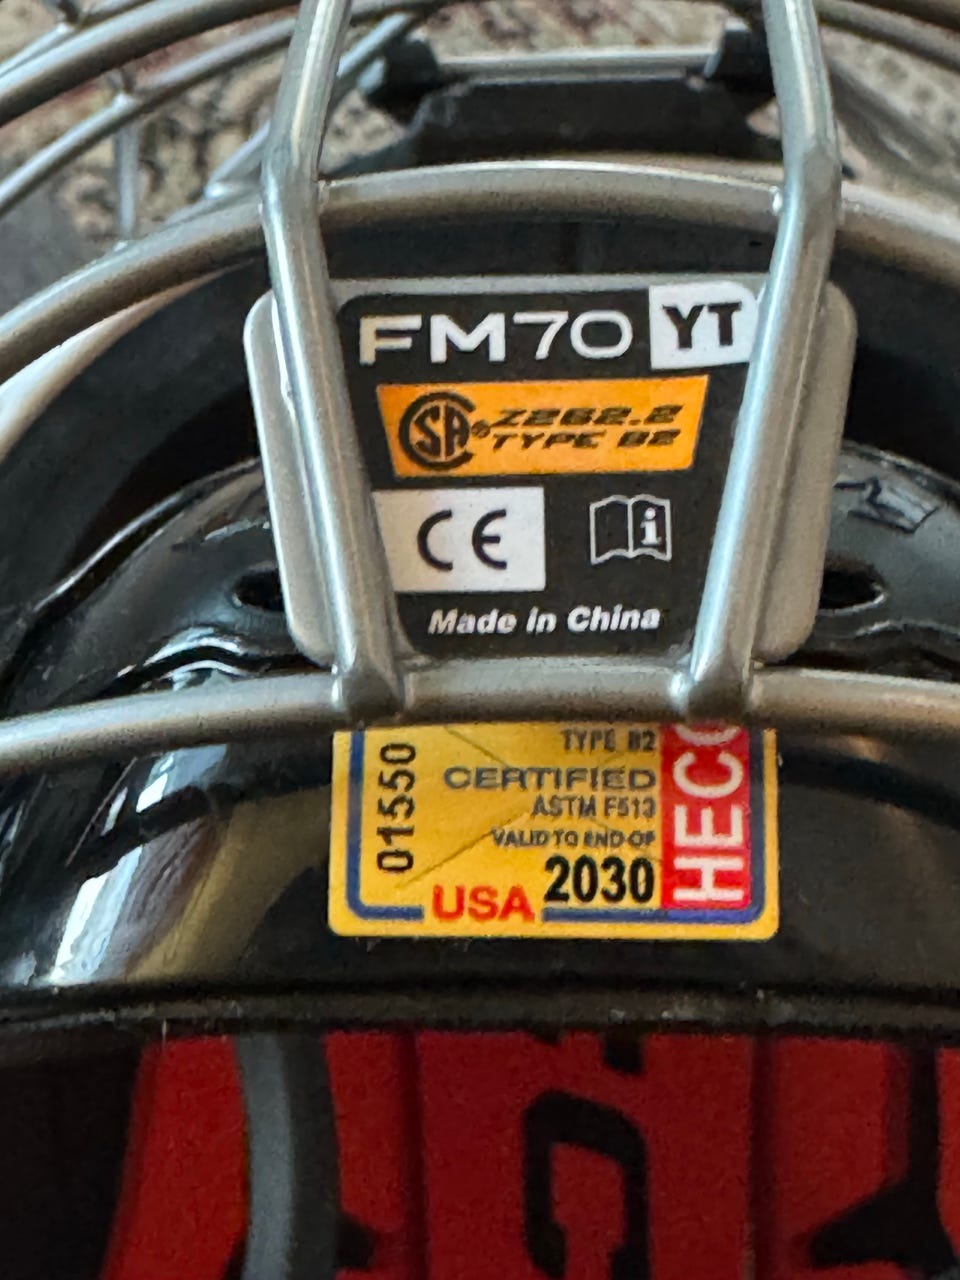 FM70 YT
CSA® Z262.2
TYPE B2
CE
i
Made in China
TYPE B2
CERTIFIED
ASTM F513
VALID TO END OF
2030
USA
01550
HECC